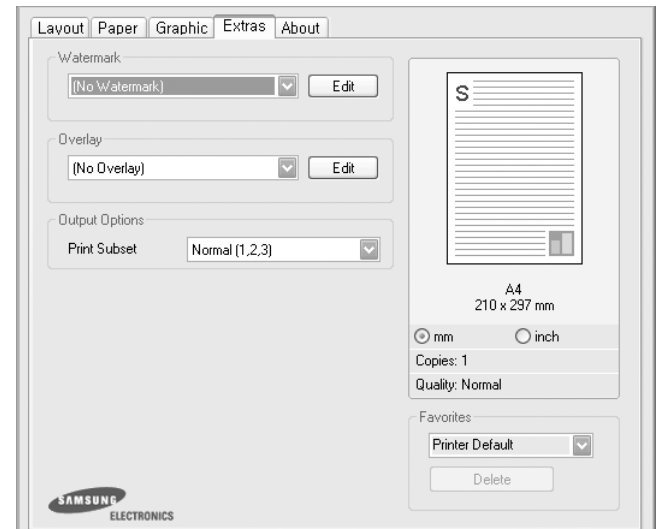 Layout Paper Graphic Extras About
Watermark
(No Watermark) Edit
Overlay
(No Overlay) Edit
Output Options
Print Subset Normal (1,2,3)
S
A4
210 x 297 mm
mm inch
Copies: 1
Quality: Normal
Favorites
Printer Default
Delete
SAMSUNG
ELECTRONICS